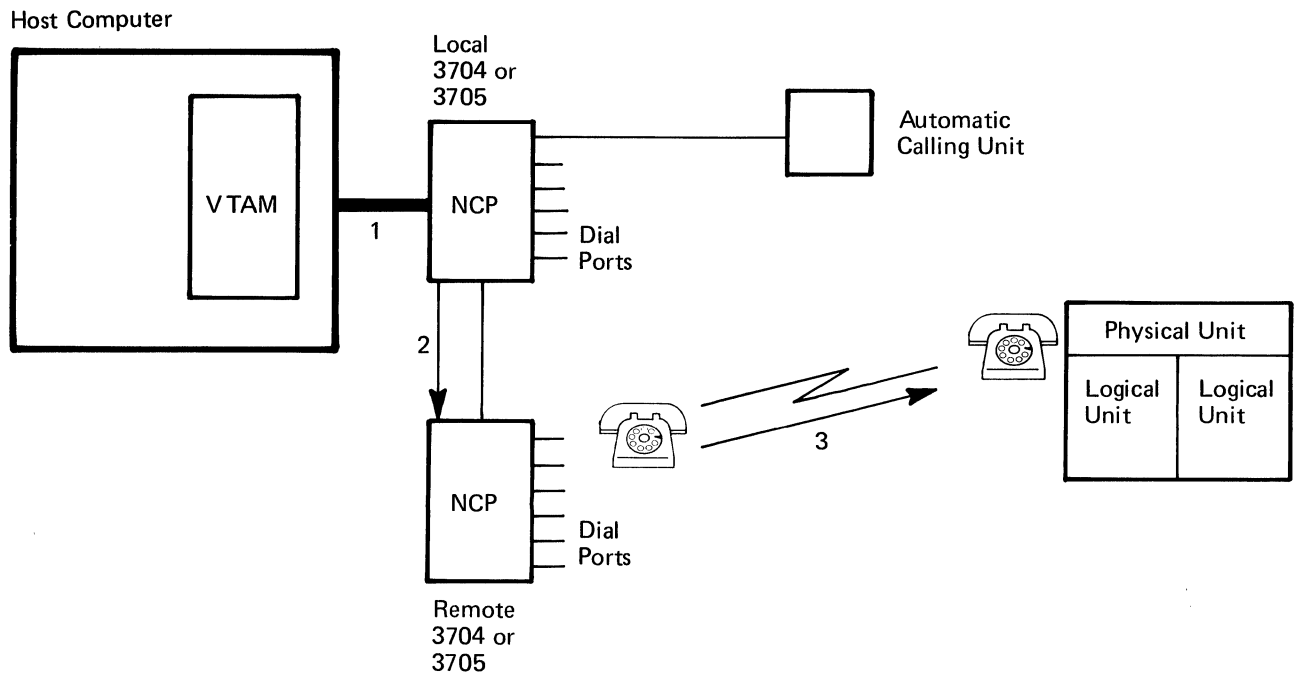 Host Computer
Local
3704 or
3705
Automatic
Calling Unit
VTAM
NCP
1
Dial
Ports
2
Physical Unit
Logical
Unit
Logical
Unit
3
NCP
Dial
Ports
Remote
3704 or
3705